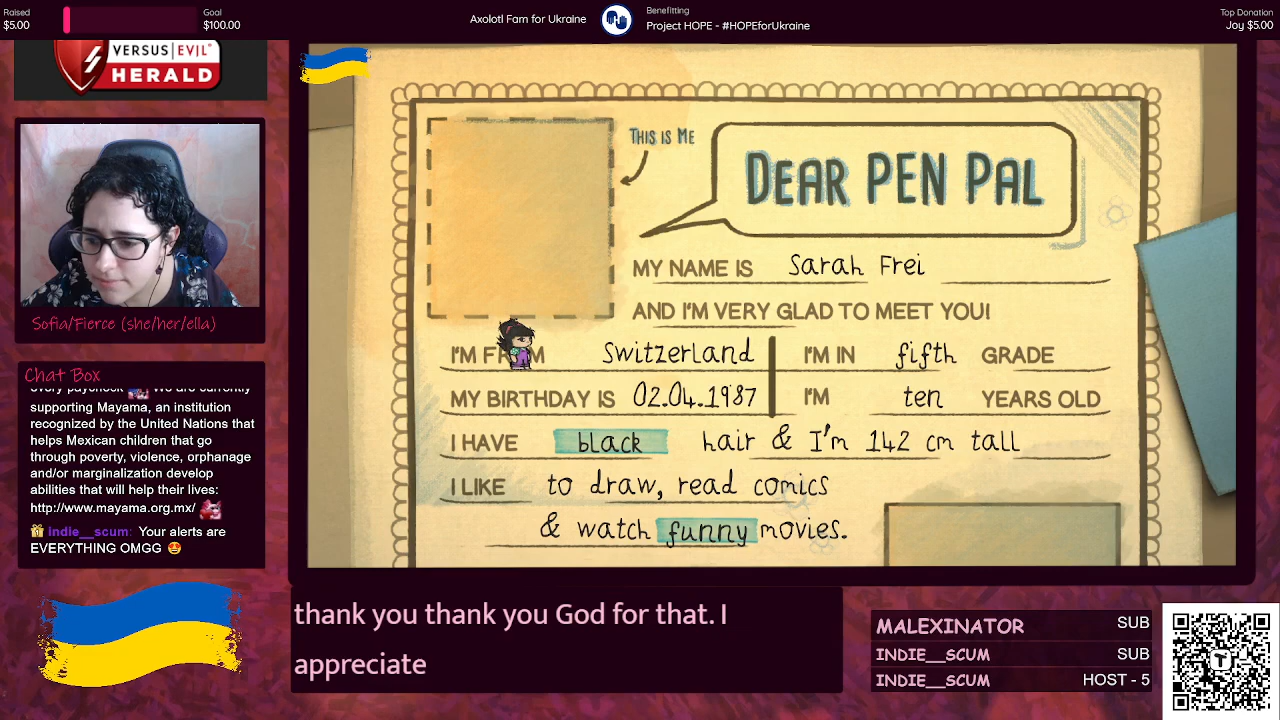 Raised
$5.00
Goal
$100.00
Axolotl Fam for Ukraine
Benefitting
Project HOPE - #HOPEforUkraine
Top Donation
Joy $5.00
VERSUS EVIL
HERALD
Sofia/Fierce (she/her/ella)
Chat Box
every paycheck We are currently
supporting Mayama, an institution
recognized by the United Nations that
helps Mexican children that go
through poverty, violence, orphanage
and/or marginalization develop
abilities that will help their lives:
http://www.mayama.org.mx/
indie__scum: Your alerts are
EVERYTHING OMGG
THIS IS ME
DEAR PEN PAL
MY NAME IS Sarah Frei
AND I'M VERY GLAD TO MEET YOU!
I'M FROM Switzerland
I'M IN fifth GRADE
MY BIRTHDAY IS 02.04.1987
I'M ten YEARS OLD
I HAVE black hair & I'm 142 cm tall
I LIKE to draw, read comics
& watch funny movies.
thank you thank you God for that. I
appreciate
MALEXINATOR SUB
INDIE__SCUM SUB
INDIE__SCUM HOST - 5
T